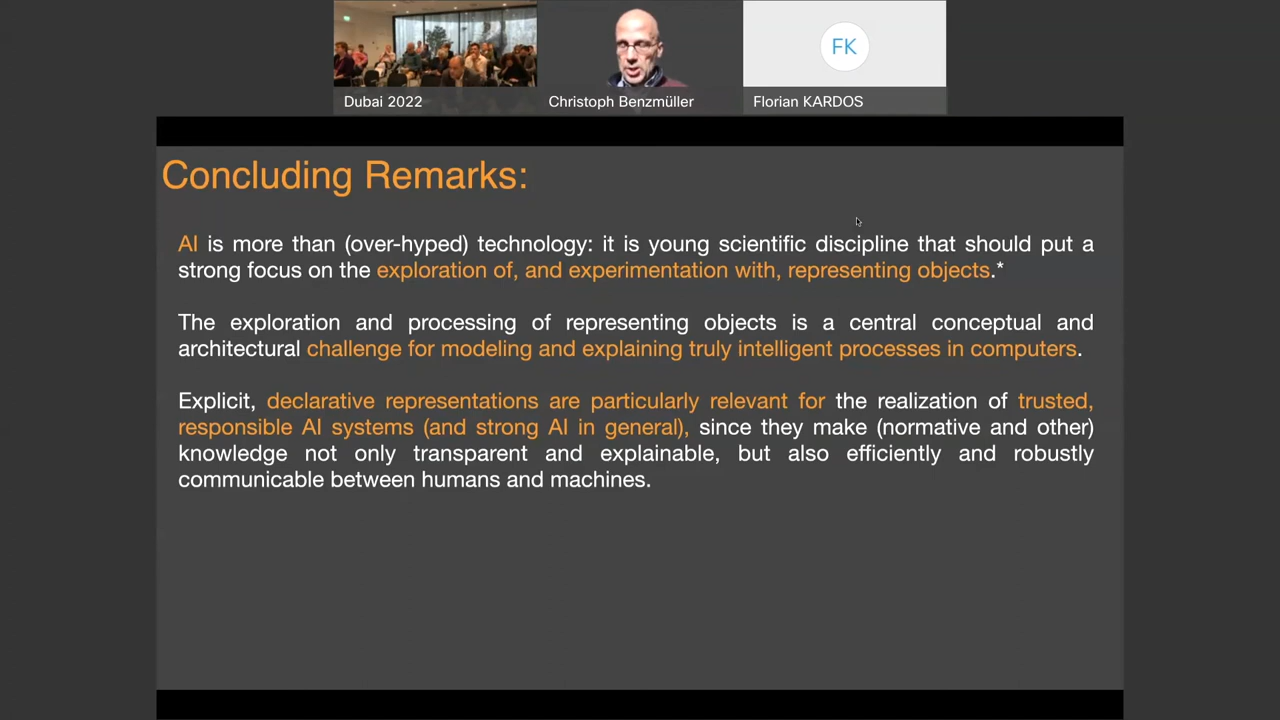 FK
Dubai 2022
Christoph Benzmüller
Florian KARDOS
Concluding Remarks:
AI is more than (over-hyped) technology: it is young scientific discipline that should put a
strong focus on the exploration of, and experimentation with, representing objects.*
The exploration and processing of representing objects is a central conceptual and
architectural challenge for modeling and explaining truly intelligent processes in computers.
Explicit, declarative representations are particularly relevant for the realization of trusted,
responsible AI systems (and strong AI in general), since they make (normative and other)
knowledge not only transparent and explainable, but also efficiently and robustly
communicable between humans and machines.